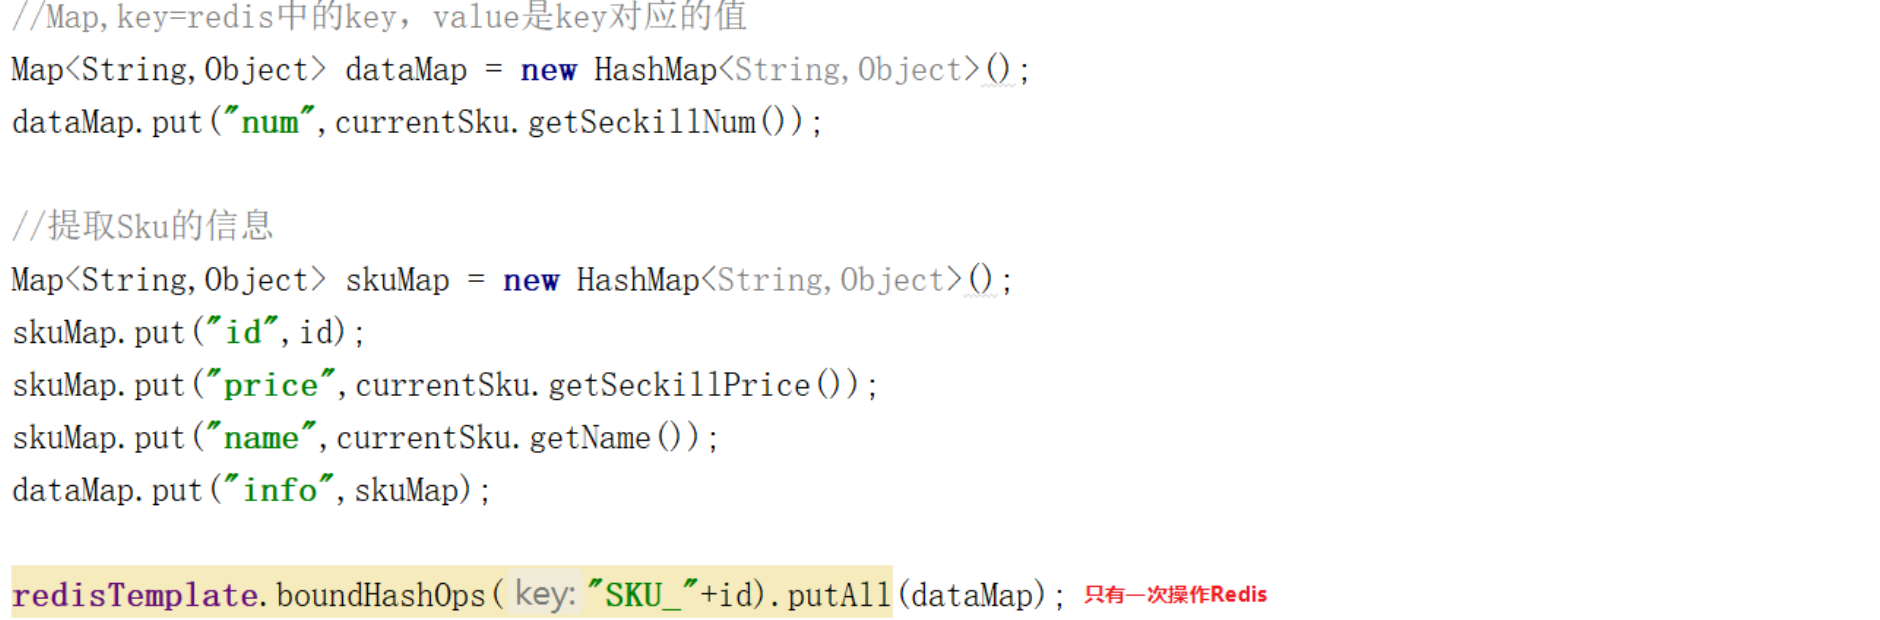 //Map,key=redis中的key，value是key对应的值
Map<String,Object> dataMap = new HashMap<String,Object>();
dataMap.put("num",currentSku.getSeckillNum());
//提取Sku的信息
Map<String,Object> skuMap = new HashMap<String,Object>();
skuMap.put("id",id);
skuMap.put("price",currentSku.getSeckillPrice());
skuMap.put("name",currentSku.getName());
dataMap.put("info",skuMap);
redisTemplate.boundHashOps( key: "SKU_"+id).putAll(dataMap); 只有一次操作Redis